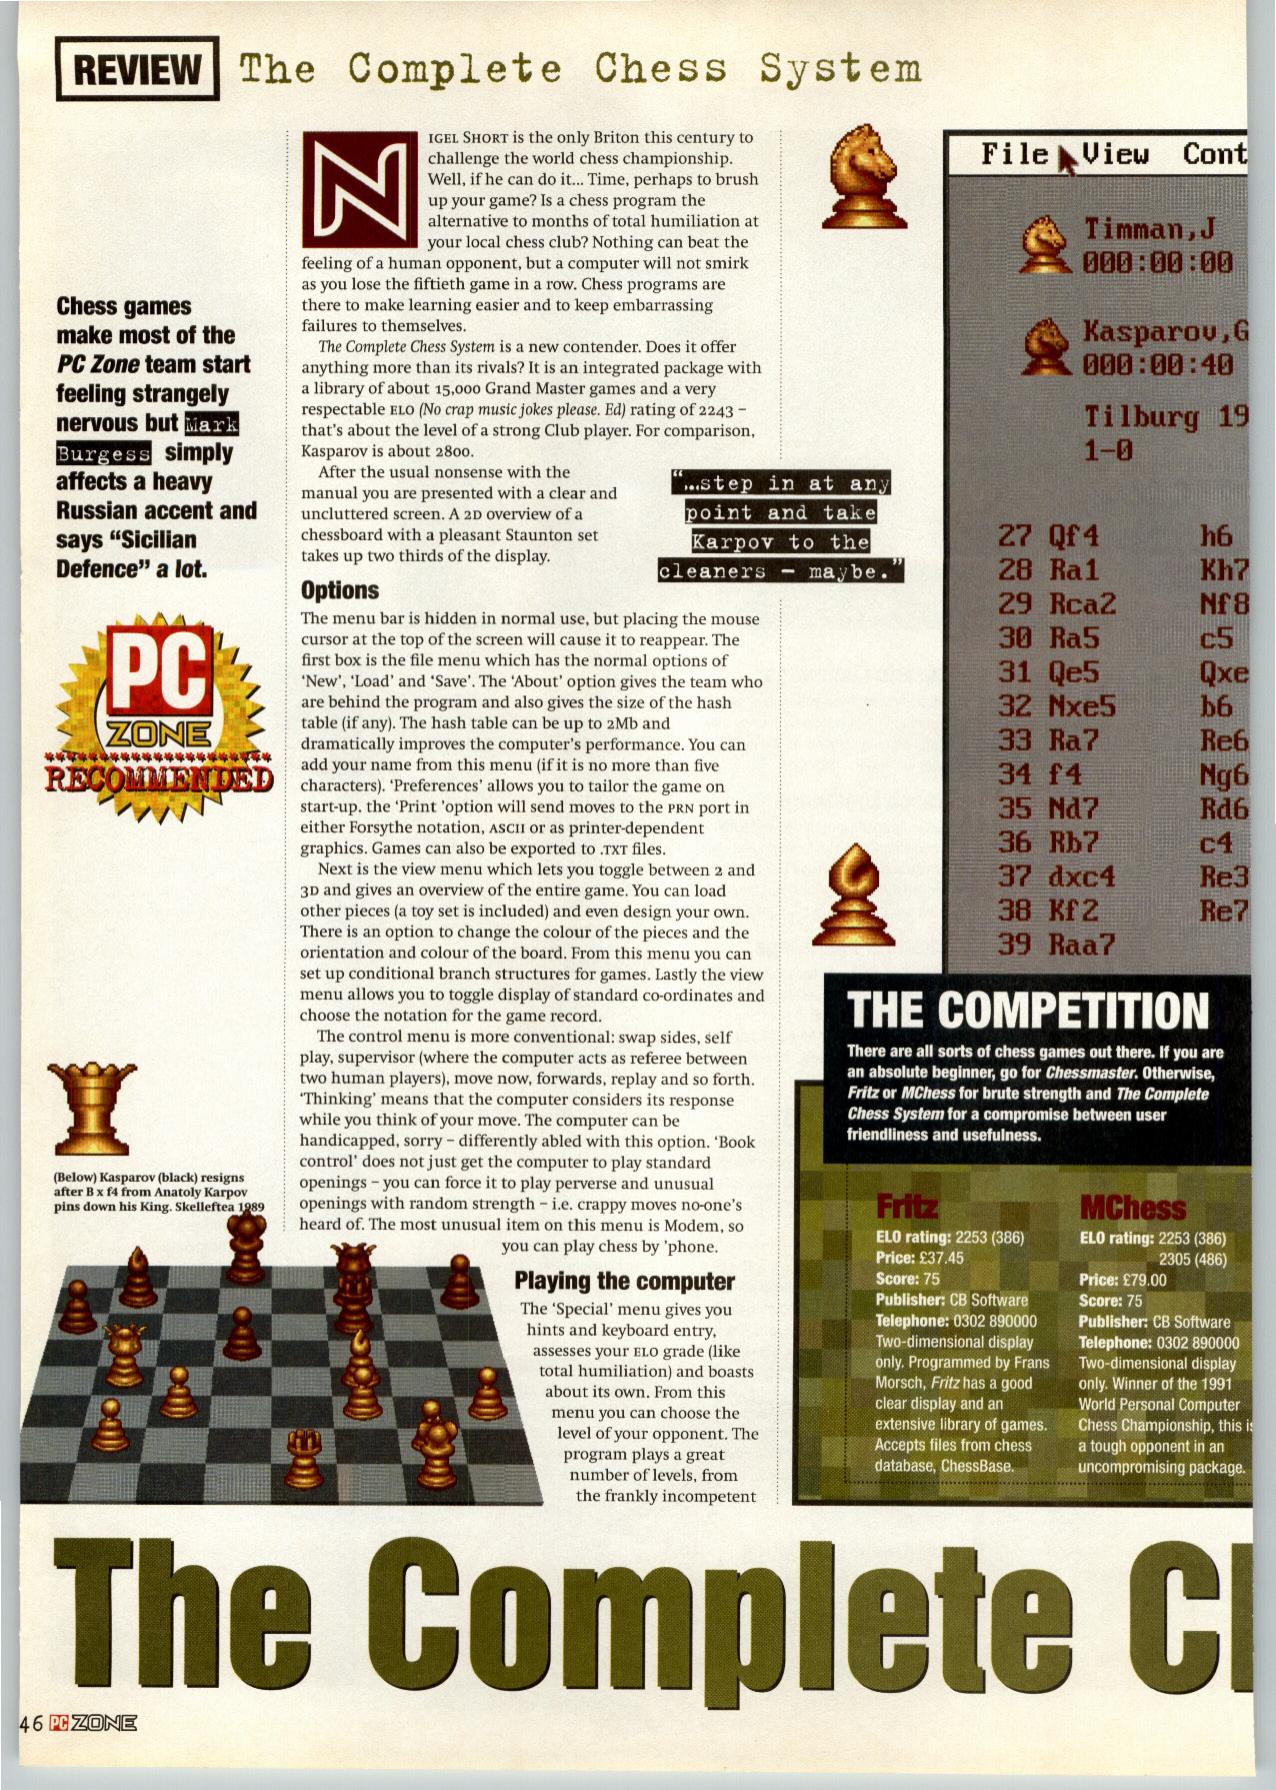 REVIEW The Complete Chess System
Chess games
make most of the
PC Zone team start
feeling strangely
nervous but Mark
Burgess simply
affects a heavy
Russian accent and
says “Sicilian
Defence” a lot.
PC
ZONE
RECOMMENDED
(Below) Kasparov (black) resigns
after B x f4 from Anatoly Karpov
pins down his King. Skelleftea 1989
NIGEL SHORT is the only Briton this century to
challenge the world chess championship.
Well, if he can do it... Time, perhaps to brush
up your game? Is a chess program the
alternative to months of total humiliation at
your local chess club? Nothing can beat the
feeling of a human opponent, but a computer will not smirk
as you lose the fiftieth game in a row. Chess programs are
there to make learning easier and to keep embarrassing
failures to themselves.
The Complete Chess System is a new contender. Does it offer
anything more than its rivals? It is an integrated package with
a library of about 15,000 Grand Master games and a very
respectable ELO (No crap music jokes please. Ed) rating of 2243 –
that's about the level of a strong Club player. For comparison,
Kasparov is about 2800.
After the usual nonsense with the
manual you are presented with a clear and
uncluttered screen. A 2D overview of a
chessboard with a pleasant Staunton set
takes up two thirds of the display.
Options
The menu bar is hidden in normal use, but placing the mouse
cursor at the top of the screen will cause it to reappear. The
first box is the file menu which has the normal options of
‘New’, ‘Load’ and ‘Save’. The ‘About’ option gives the team who
are behind the program and also gives the size of the hash
table (if any). The hash table can be up to 2Mb and
dramatically improves the computer's performance. You can
add your name from this menu (if it is no more than five
characters). ‘Preferences’ allows you to tailor the game on
start-up. the ‘Print ’option will send moves to the PRN port in
either Forsythe notation, ASCII or as printer-dependent
graphics. Games can also be exported to .TXT files.
Next is the view menu which lets you toggle between 2 and
3D and gives an overview of the entire game. You can load
other pieces (a toy set is included) and even design your own.
There is an option to change the colour of the pieces and the
orientation and colour of the board. From this menu you can
set up conditional branch structures for games. Lastly the view
menu allows you to toggle display of standard co-ordinates and
choose the notation for the game record.
The control menu is more conventional: swap sides, self
play, supervisor (where the computer acts as referee between
two human players), move now, forwards, replay and so forth.
‘Thinking’ means that the computer considers its response
while you think of your move. The computer can be
handicapped, sorry – differently abled with this option. ‘Book
control’ does not just get the computer to play standard
openings – you can force it to play perverse and unusual
openings with random strength – i.e. crappy moves no-one's
heard of. The most unusual item on this menu is Modem, so
you can play chess by ’phone.
Playing the computer
The ‘Special’ menu gives you
hints and keyboard entry,
assesses your ELO grade (like
total humiliation) and boasts
about its own. From this
menu you can choose the
level of your opponent. The
program plays a great
number of levels, from
the frankly incompetent
“...step in at any
point and take
Karpov to the
cleaners – maybe.”
File View Cont
Timman,J
000:00:00
Kasparov,G
000:00:40
Tilburg 19
1-0
27 Qf4 h6
28 Ra1 Kh7
29 Rca2 Nf8
30 Ra5 c5
31 Qe5 Qxe
32 Nxe5 b6
33 Ra7 Re6
34 f4 Ng6
35 Nd7 Rd6
36 Rb7 c4
37 dxc4 Re3
38 Kf2 Re7
39 Raa7
THE COMPETITION
There are all sorts of chess games out there. If you are
an absolute beginner, go for Chessmaster. Otherwise,
Fritz or MChess for brute strength and The Complete
Chess System for a compromise between user
friendliness and usefulness.
Fritz
ELO rating: 2253 (386)
Price: £37.45
Score: 75
Publisher: CB Software
Telephone: 0302 890000
Two-dimensional display
only. Programmed by Frans
Morsch, Fritz has a good
clear display and an
extensive library of games.
Accepts files from chess
database, ChessBase.
MChess
ELO rating: 2253 (386)
2305 (486)
Price: £79.00
Score: 75
Publisher: CB Software
Telephone: 0302 890000
Two-dimensional display
only. Winner of the 1991
World Personal Computer
Chess Championship, this is
a tough opponent in an
uncompromising package.
The Complete C
46 PC ZONE